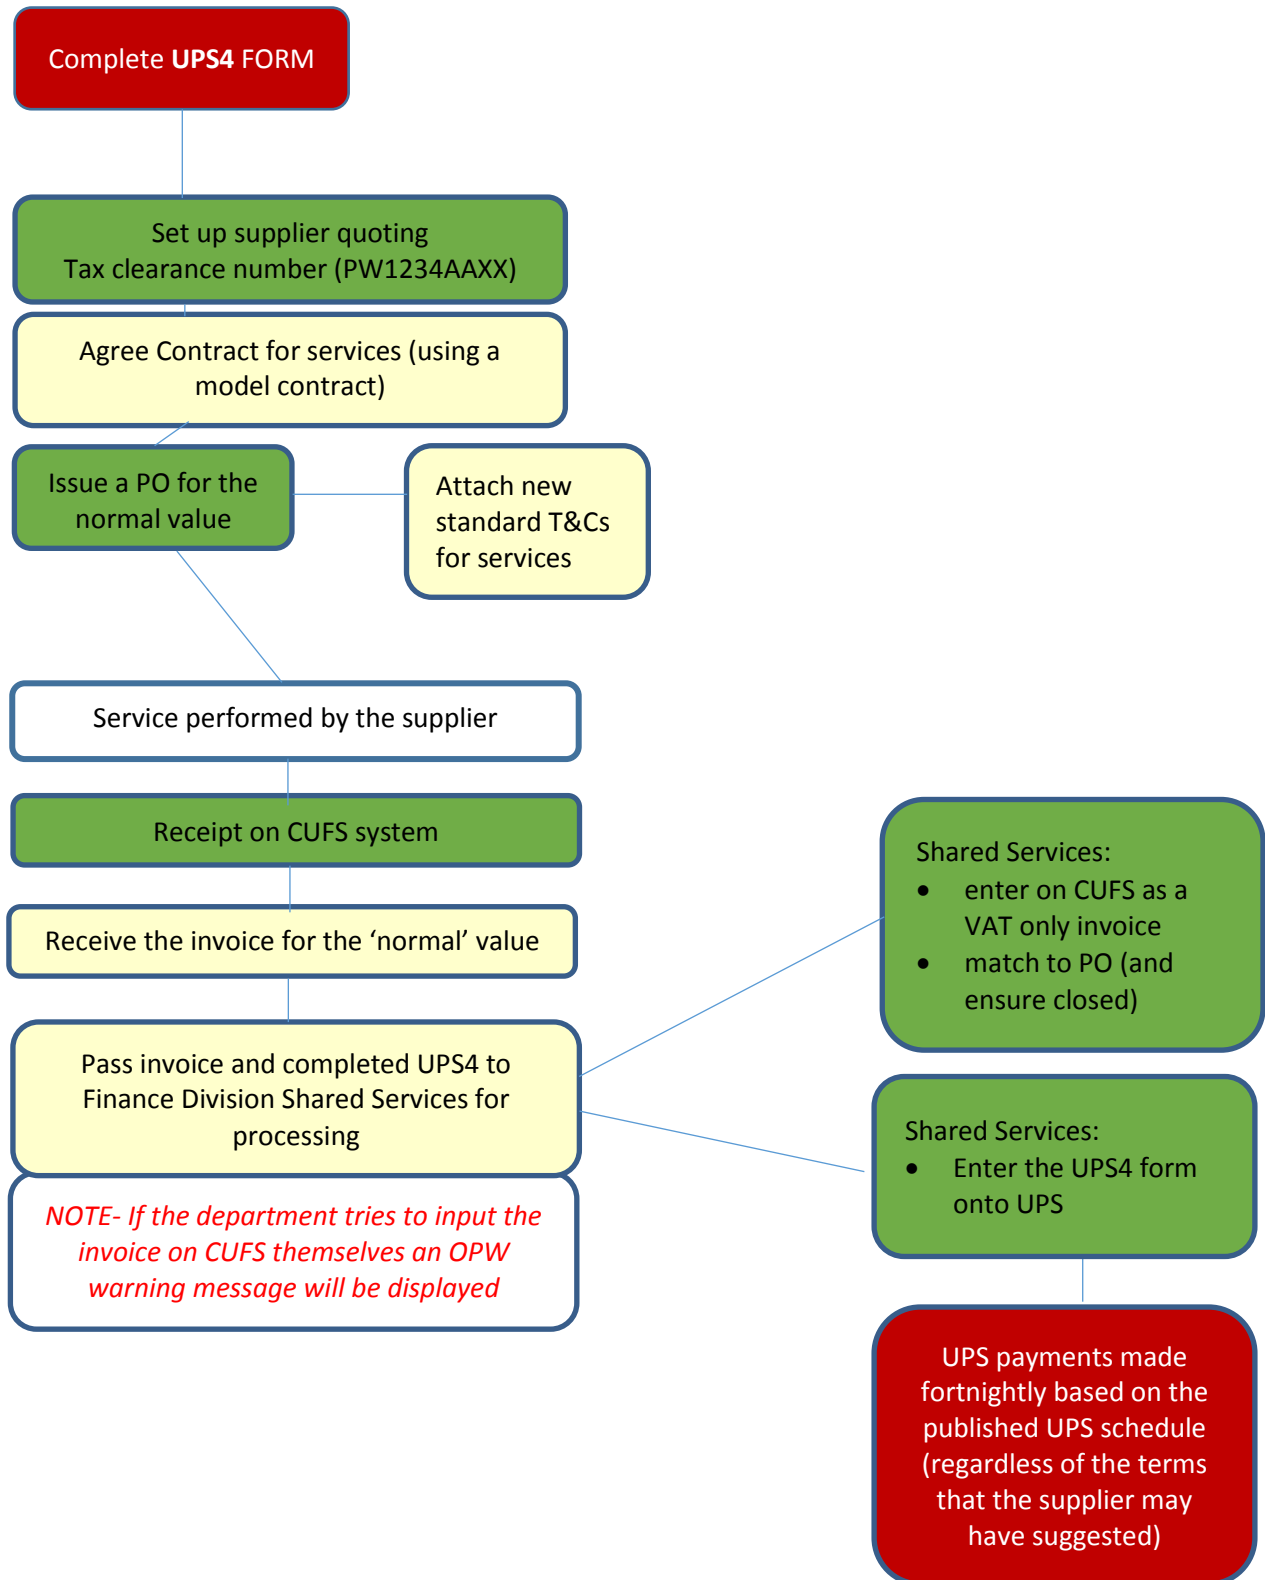 Complete UPS4 FORM
Set up supplier quoting
Tax clearance number (PW1234AAXX)
Agree Contract for services (using a
model contract)
Issue a PO for the
normal value
Attach new
standard T&Cs
for services
Service performed by the supplier
Receipt on CUFS system
Receive the invoice for the ‘normal’ value
Pass invoice and completed UPS4 to
Finance Division Shared Services for
processing
NOTE- If the department tries to input the
invoice on CUFS themselves an OPW
warning message will be displayed
Shared Services:
• enter on CUFS as a
VAT only invoice
• match to PO (and
ensure closed)
Shared Services:
• Enter the UPS4 form
onto UPS
UPS payments made
fortnightly based on the
published UPS schedule
(regardless of the terms
that the supplier may
have suggested)